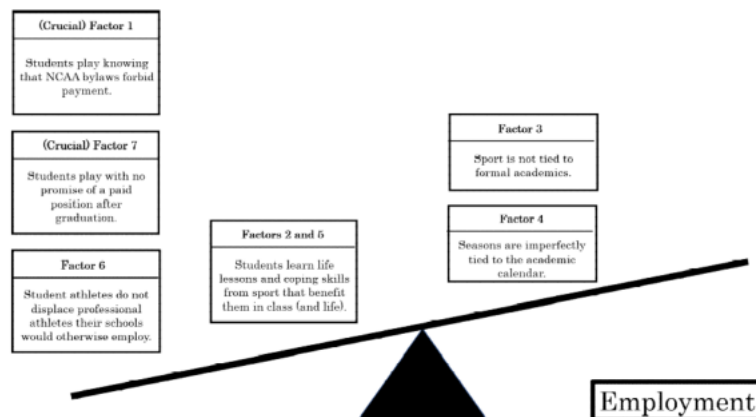 (Crucial) Factor 1
Students play knowing
that NCAA bylaws forbid
payment.
(Crucial) Factor 7
Students play with no
promise of a paid
position after
graduation.
Factor 6
Student athletes do not
displace professional
athletes their schools
would otherwise employ.
Factors 2 and 5
Students learn life
lessons and coping skills
from sport that benefit
them in class (and life).
Factor 3
Sport is not tied to
formal academics.
Factor 4
Seasons are imperfectly
tied to the academic
calendar.
Employment